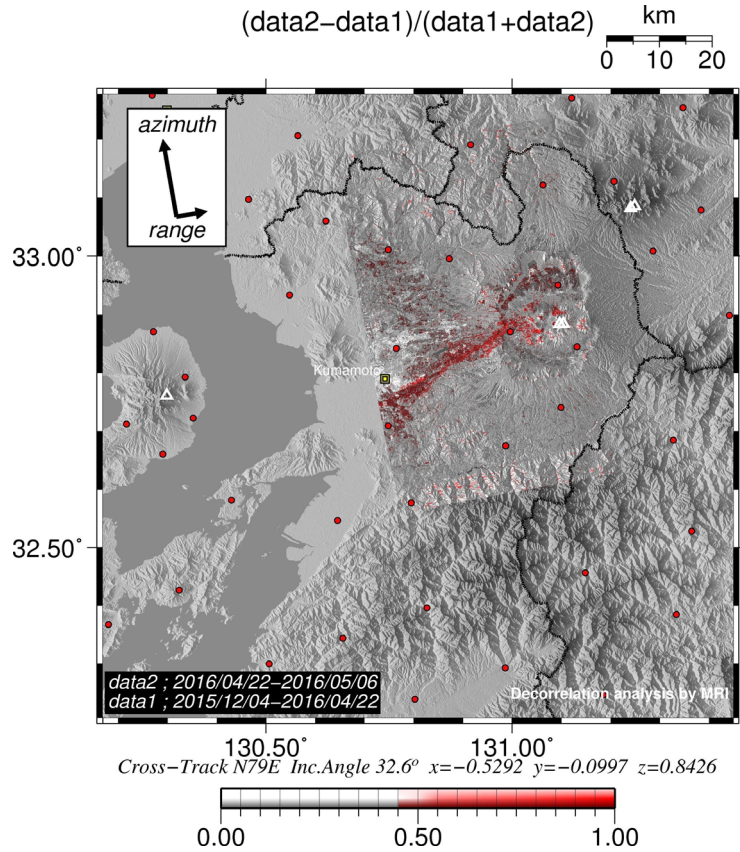 (data2−data1)/(data1+data2)
km
0 10 20
azimuth
range
33.00°
32.50°
Kumamoto
data2 ; 2016/04/22−2016/05/06
data1 ; 2015/12/04−2016/04/22
Decorrelation analysis by MRI
130.50° 131.00°
Cross−Track N79E Inc.Angle 32.6° x=−0.5292 y=−0.0997 z=0.8426
0.00 0.50 1.00